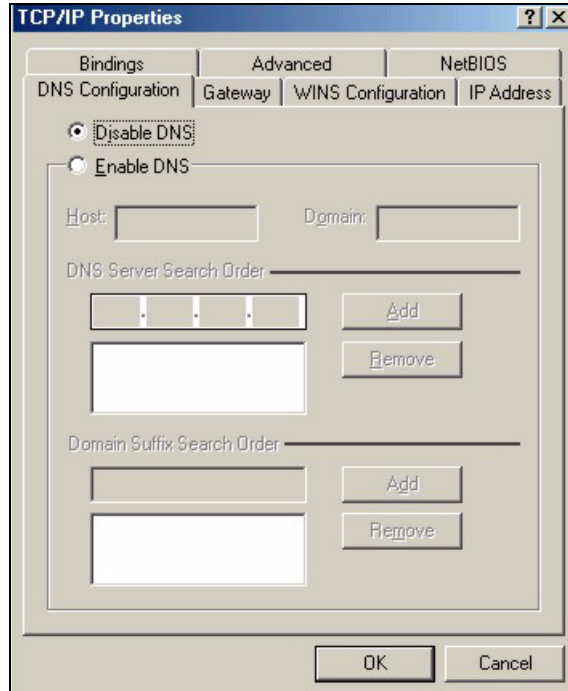 TCP/IP Properties ? x
Bindings Advanced NetBIOS
DNS Configuration Gateway WINS Configuration IP Address
Disable DNS
Enable DNS
Host: Domain:
DNS Server Search Order
. . . Add
Remove
Domain Suffix Search Order
Add
Remove
OK Cancel